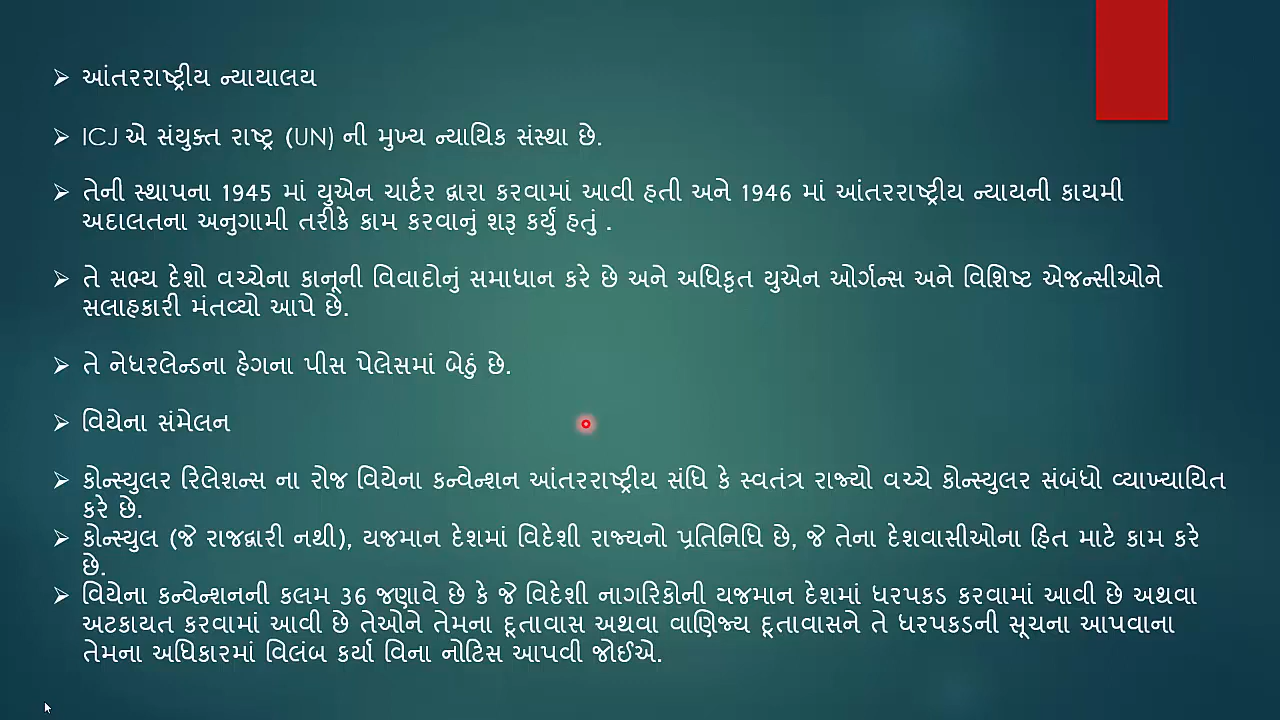 આંતરરાષ્ટ્રીય ન્યાયાલય
ICJ એ સંયુક્ત રાષ્ટ્ર (UN) ની મુખ્ય ન્યાયિક સંસ્થા છે.
તેની સ્થાપના 1945 માં યુએન ચાર્ટર દ્વારા કરવામાં આવી હતી અને 1946 માં આંતરરાષ્ટ્રીય ન્યાયની કાયમી
અદાલતના અનુગામી તરીકે કામ કરવાનું શરૂ કર્યું હતું .
તે સભ્ય દેશો વચ્ચેના કાનૂની વિવાદોનું સમાધાન કરે છે અને અધિકૃત યુએન ઓર્ગન્સ અને વિશિષ્ટ એજન્સીઓને
સલાહકારી મંતવ્યો આપે છે.
તે નેધરલેન્ડના હેગના પીસ પેલેસમાં બેઠું છે.
વિયેના સંમેલન
કોન્સ્યુલર રિલેશન્સ ના રોજ વિયેના કન્વેન્શન આંતરરાષ્ટ્રીય સંધિ કે સ્વતંત્ર રાજ્યો વચ્ચે કોન્સ્યુલર સંબંધો વ્યાખ્યાયિત
કરે છે.
કોન્સ્યુલ (જે રાજદ્વારી નથી), યજમાન દેશમાં વિદેશી રાજ્યનો પ્રતિનિધિ છે, જે તેના દેશવાસીઓના હિત માટે કામ કરે
છે.
વિયેના કન્વેન્શનની કલમ 36 જણાવે છે કે જે વિદેશી નાગરિકોની યજમાન દેશમાં ધરપકડ કરવામાં આવી છે અથવા
અટકાયત કરવામાં આવી છે તેઓને તેમના દૂતાવાસ અથવા વાણિજ્ય દૂતાવાસને તે ધરપકડની સૂચના આપવાના
તેમના અધિકારમાં વિલંબ કર્યા વિના નોટિસ આપવી જોઈએ.